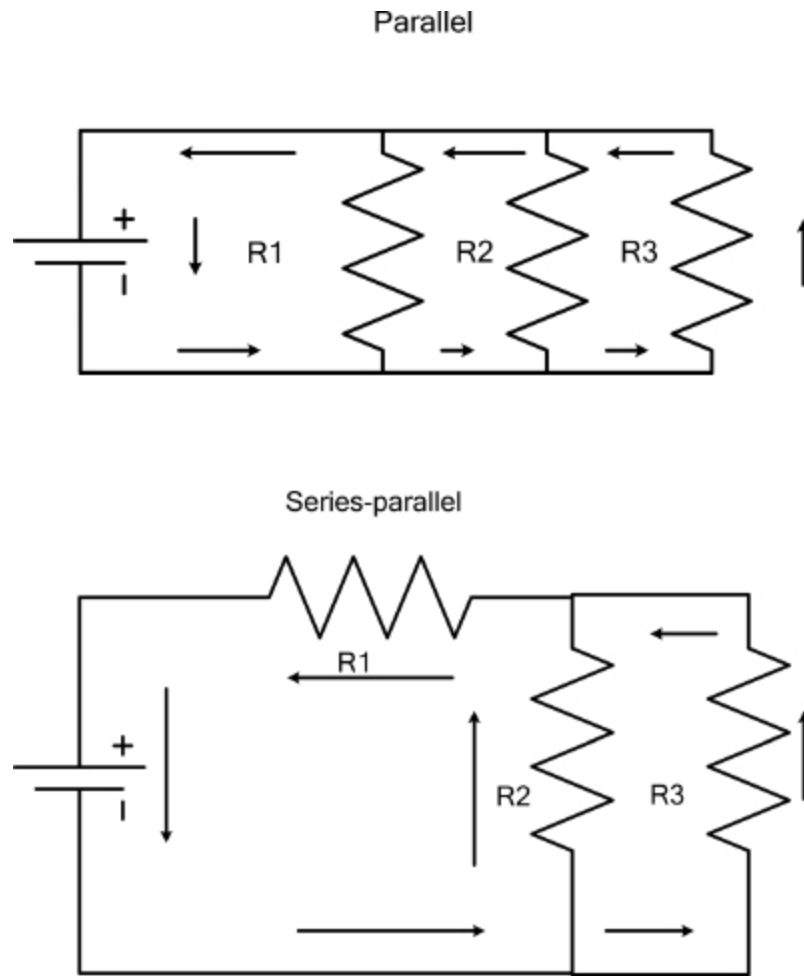 Parallel
+
R1 R2 R3
–
Series-parallel
R1
+
R2 R3
–